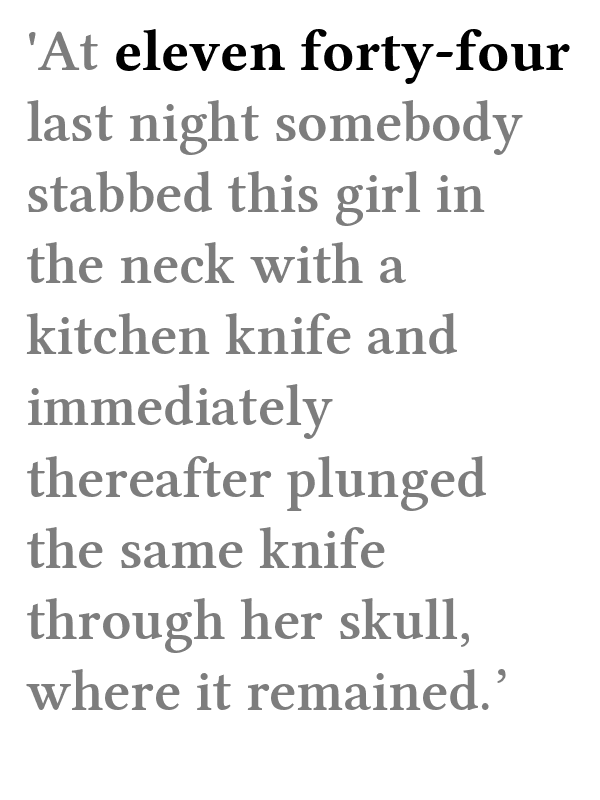 'At eleven forty-four
last night somebody
stabbed this girl in
the neck with a
kitchen knife and
immediately
thereafter plunged
the same knife
through her skull,
where it remained.’